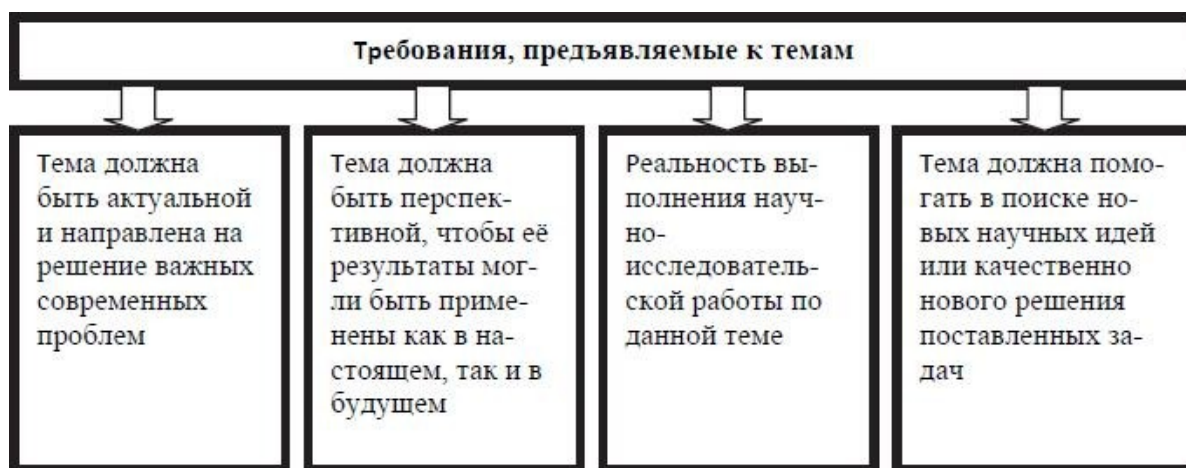 Требования, предъявляемые к темам
Тема должна
быть актуальной
и направлена на
решение важных
современных
проблем
Тема должна
быть перспек-
тивной, чтобы её
результаты мог-
ли быть приме-
нены как в на-
стоящем, так и в
будущем
Реальность вы-
полнения науч-
но-
исследователь-
ской работы по
данной теме
Тема должна помо-
гать в поиске но-
вых научных идей
или качественно
нового решения
поставленных за-
дач